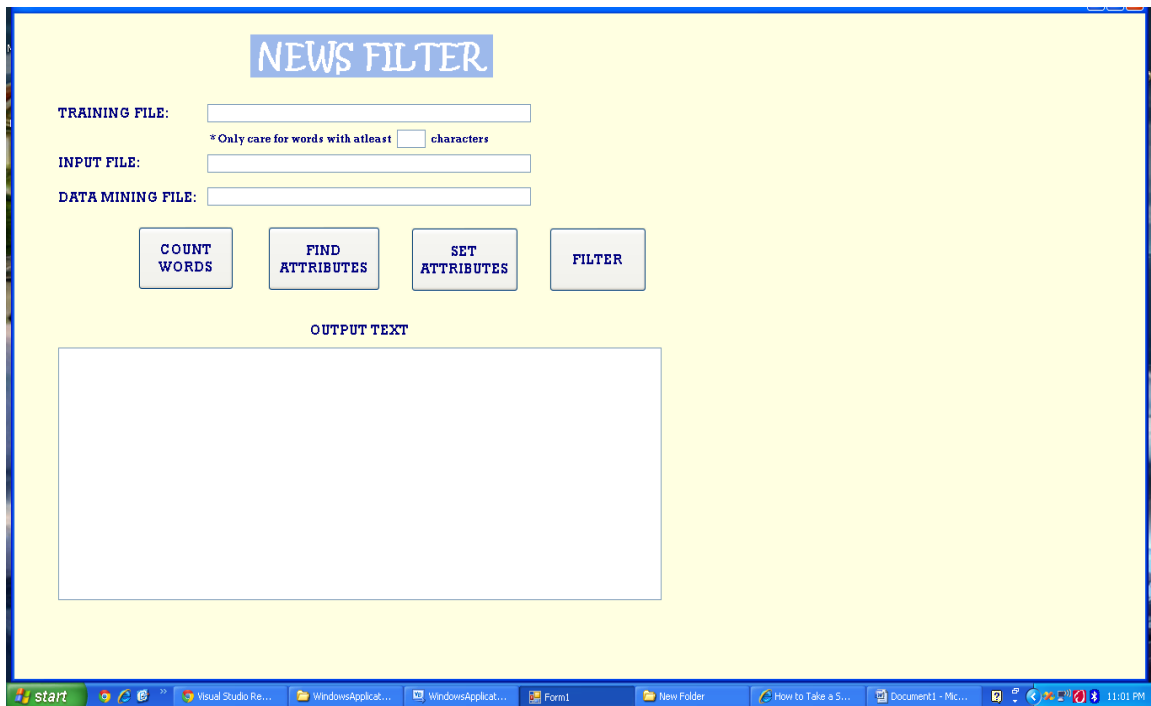 NEWS FILTER
TRAINING FILE:
* Only care for words with atleast characters
INPUT FILE:
DATA MINING FILE:
COUNT
WORDS
FIND
ATTRIBUTES
SET
ATTRIBUTES
FILTER
OUTPUT TEXT
start
Visual Studio Re...
WindowsApplicat...
WindowsApplicat...
Form1
New Folder
How to Take a S...
Document1 - Mic...
11:01 PM